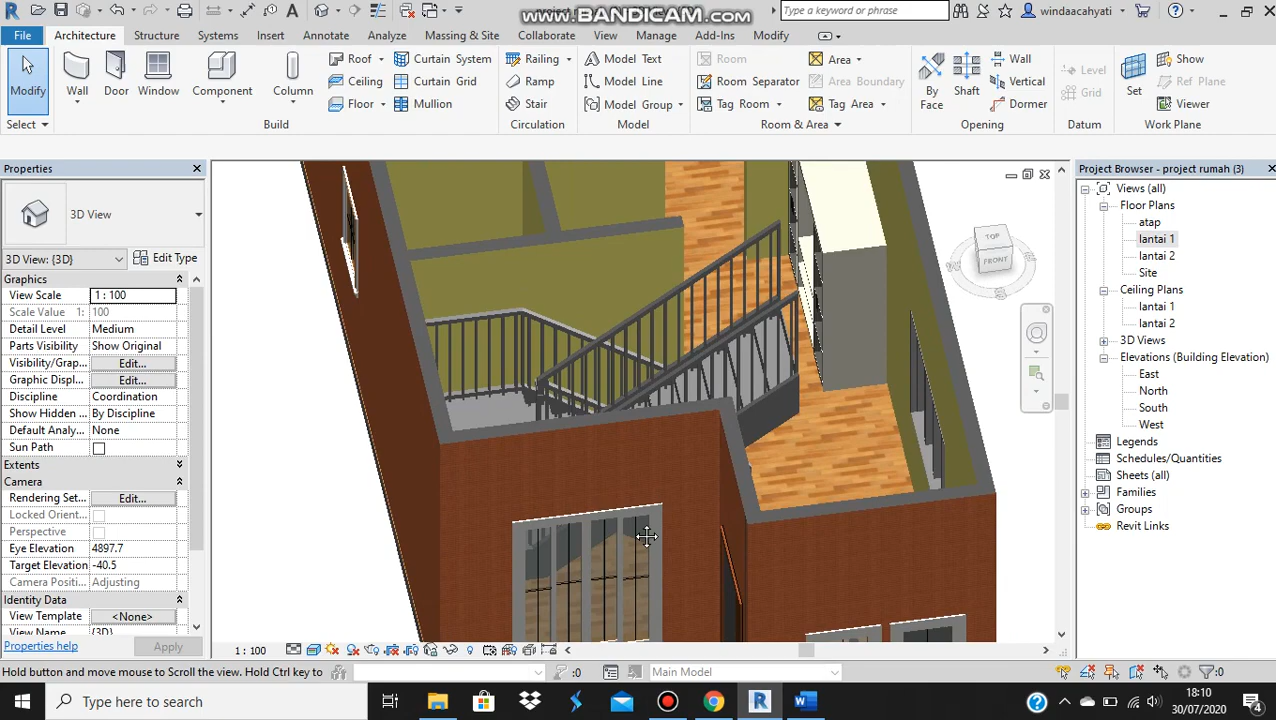 project
www.BANDICAM.com
Type a keyword or phrase
windaacahyati
File Architecture Structure Systems Insert Annotate Analyze Massing & Site Collaborate View Manage Add-Ins Modify
Modify
Wall
Door
Window
Component
Column
Roof
Ceiling
Floor
Curtain System
Curtain Grid
Mullion
Railing
Ramp
Stair
Model Text
Model Line
Model Group
Room
Room Separator
Tag Room
Area
Area Boundary
Tag Area
By Face
Shaft
Wall
Vertical
Dormer
Level
Grid
Set
Show
Ref Plane
Viewer
Select Build Circulation Model Room & Area Opening Datum Work Plane
Properties
3D View
3D View: {3D} Edit Type
Graphics
View Scale 1 : 100
Scale Value 1: 100
Detail Level Medium
Parts Visibility Show Original
Visibility/Grap... Edit...
Graphic Displ... Edit...
Discipline Coordination
Show Hidden ... By Discipline
Default Analy... None
Sun Path
Extents
Camera
Rendering Set... Edit...
Locked Orient...
Perspective
Eye Elevation 4897.7
Target Elevation -40.5
Camera Positi... Adjusting
Identity Data
View Template <None>
View Name {3D}
Properties help Apply
TOP
FRONT
Project Browser - project rumah (3)
Views (all)
Floor Plans
atap
lantai 1
lantai 2
Site
Ceiling Plans
lantai 1
lantai 2
3D Views
Elevations (Building Elevation)
East
North
South
West
Legends
Schedules/Quantities
Sheets (all)
Families
Groups
Revit Links
1 : 100
Hold button and move mouse to Scroll the view. Hold Ctrl key to
:0
Main Model
:0
Type here to search
18:10
30/07/2020
4